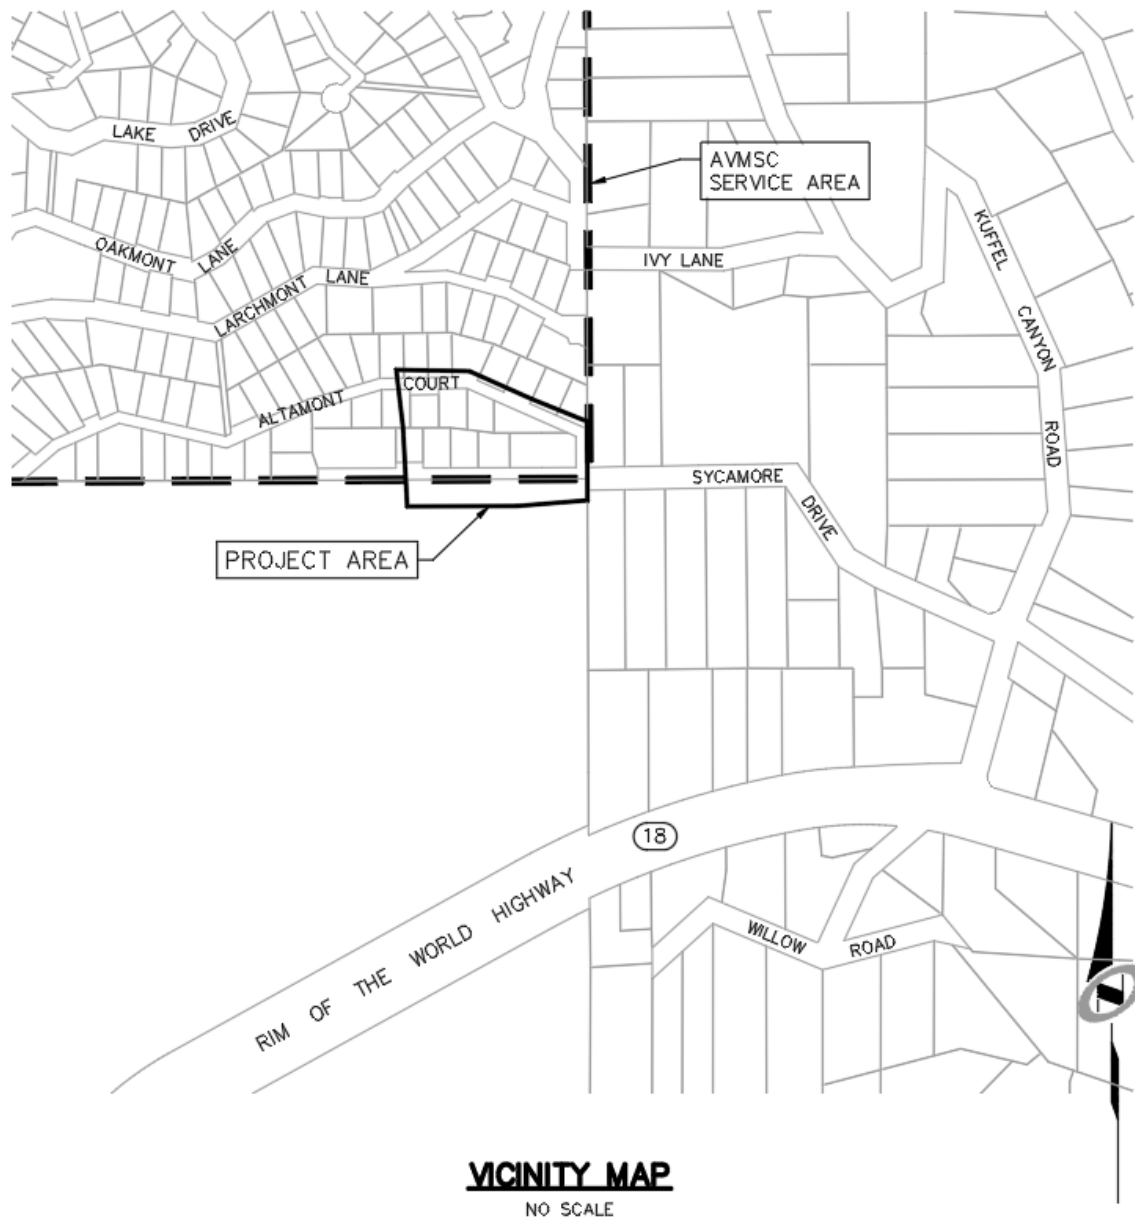 LAKE DRIVE
AVMSC
SERVICE AREA
OAKMONT LANE
KUFFEL CANYON ROAD
IVY LANE
LARCHMONT LANE
ALTAMONT COURT
SYCAMORE DRIVE
PROJECT AREA
18
RIM OF THE WORLD HIGHWAY
WILLOW ROAD
VICINITY MAP
NO SCALE